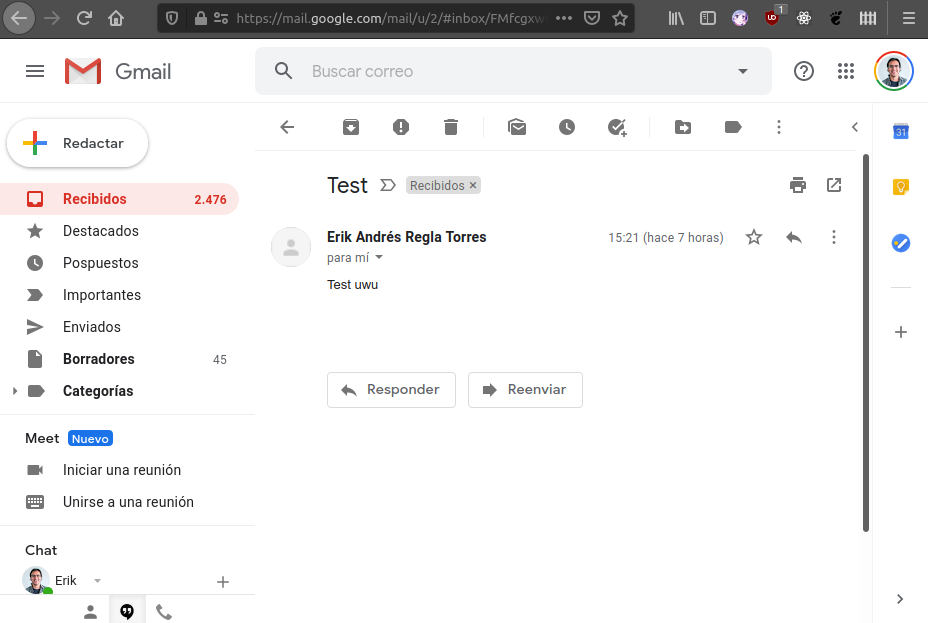 https://mail.google.com/mail/u/2/#inbox/FMfcgxw
1
Gmail
Buscar correo
Redactar
31
Test
Recibidos ×
Recibidos 2.476
Destacados
Pospuestos
Importantes
Enviados
Borradores 45
Categorías
Erik Andrés Regla Torres
15:21 (hace 7 horas)
para mí
Test uwu
Responder
Reenviar
Meet Nuevo
Iniciar una reunión
Unirse a una reunión
Chat
Erik